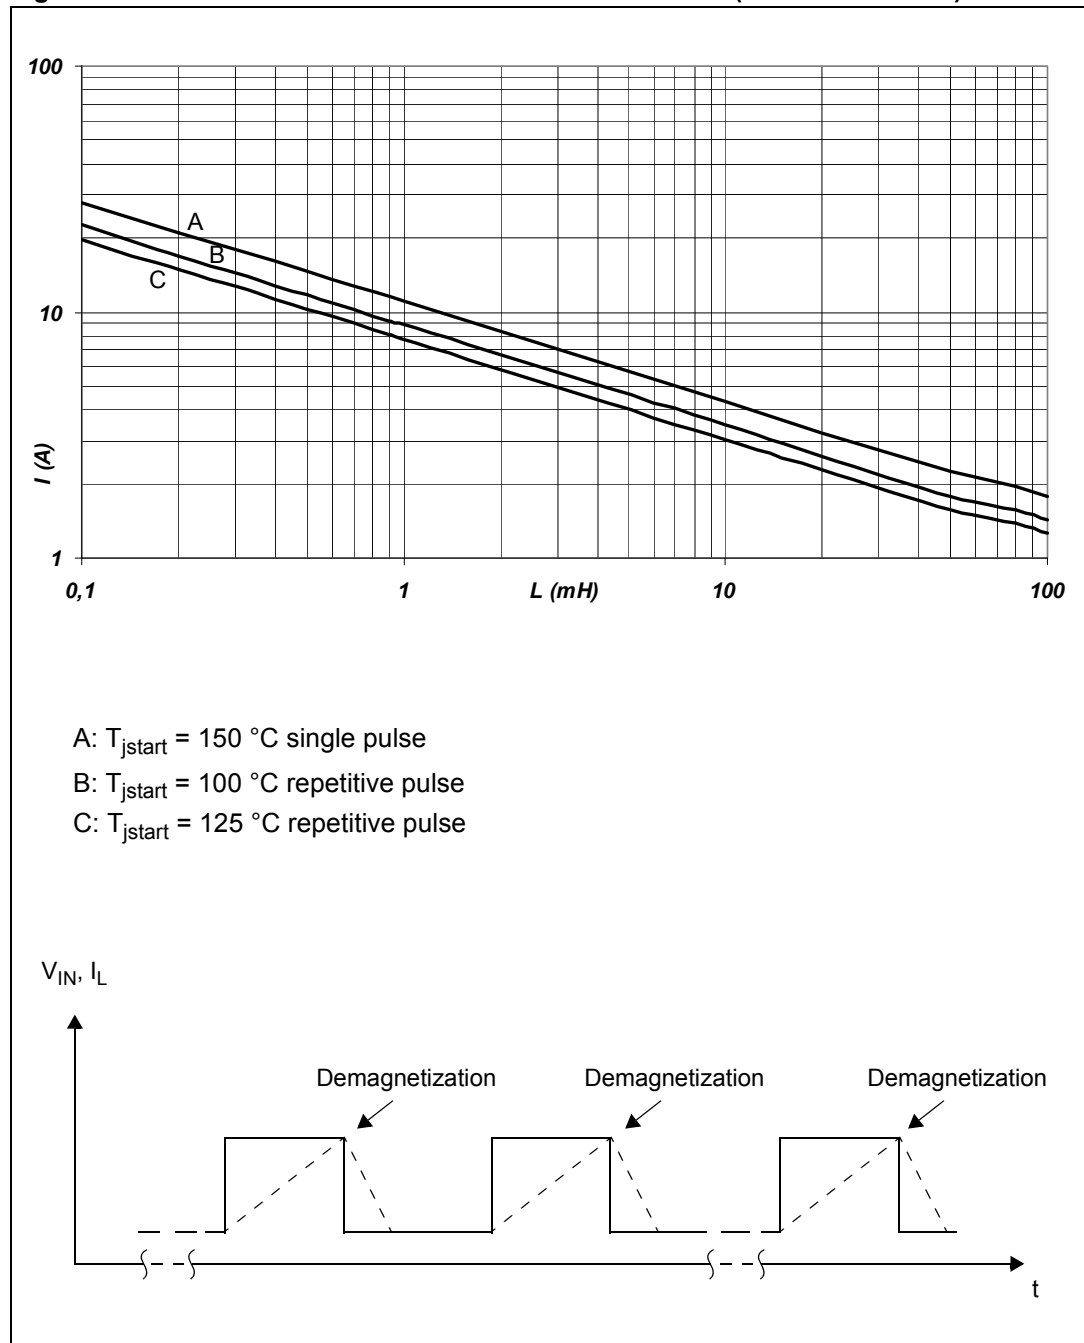 100
A
B
C
10
I (A)
1
0,1 1 L (mH) 10 100
A: Tjstart = 150 °C single pulse
B: Tjstart = 100 °C repetitive pulse
C: Tjstart = 125 °C repetitive pulse
VIN, IL
Demagnetization Demagnetization Demagnetization
t